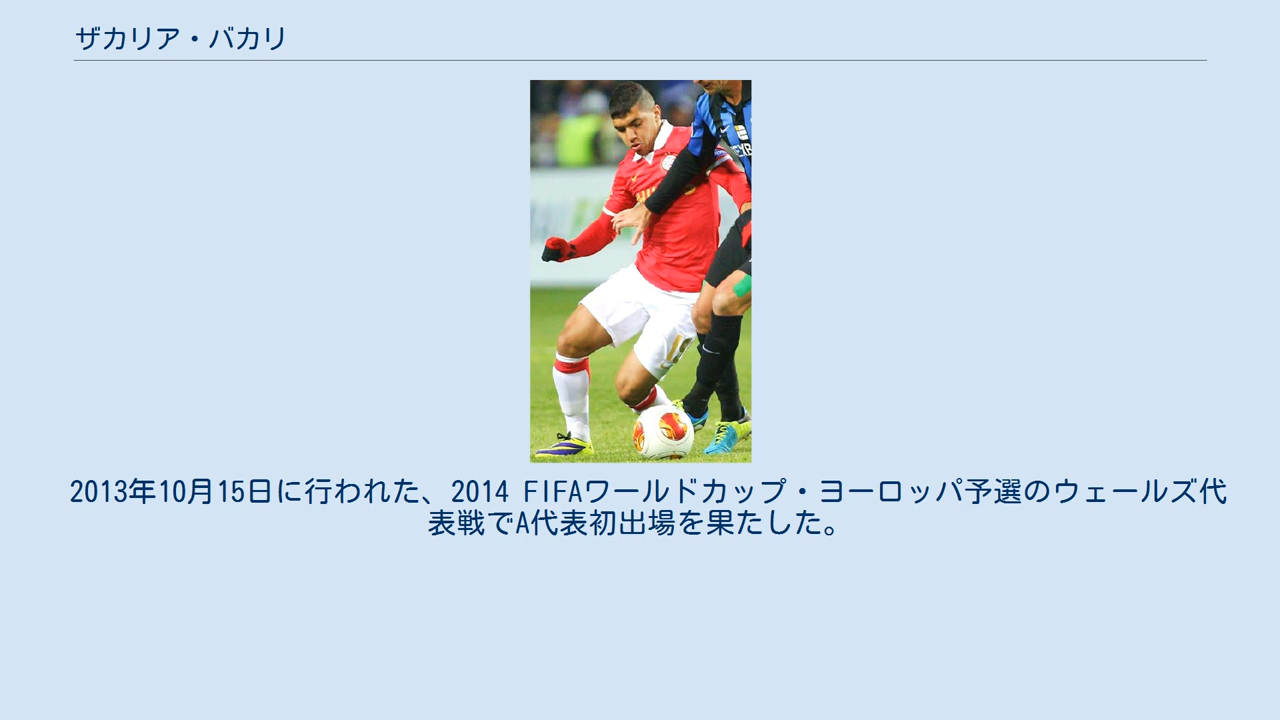 ザカリア・バカリ
2013年10月15日に行われた、2014 FIFAワールドカップ・ヨーロッパ予選のウェールズ代
表戦でA代表初出場を果たした。